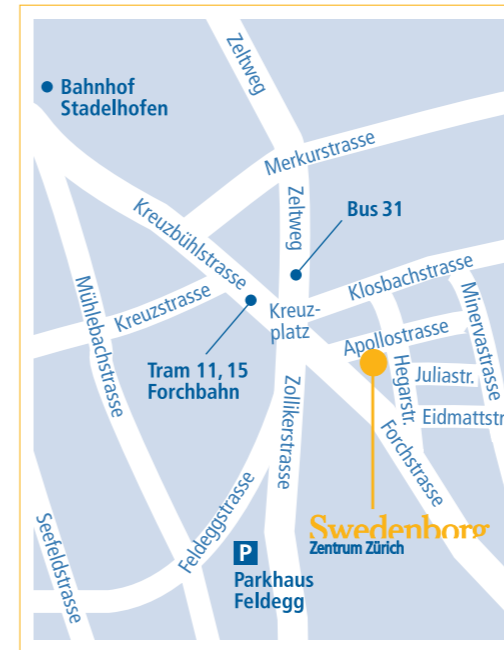 Zeltweg
Bahnhof
Stadelhofen
Merkurstrasse
Kreuzbühlstrasse
Zeltweg
Bus 31
Klosbachstrasse
Minervastrasse
Mühlebachstrasse
Kreuzstrasse
Kreuz-
platz
Apollostrasse
Hegarstr.
Juliastr.
Tram 11, 15
Forchbahn
Zollikerstrasse
Eidmattstr
Forchstrasse
Feldeggstrasse
Seefeldstrasse
Swedenborg
Zentrum Zürich
P
Parkhaus
Feldegg